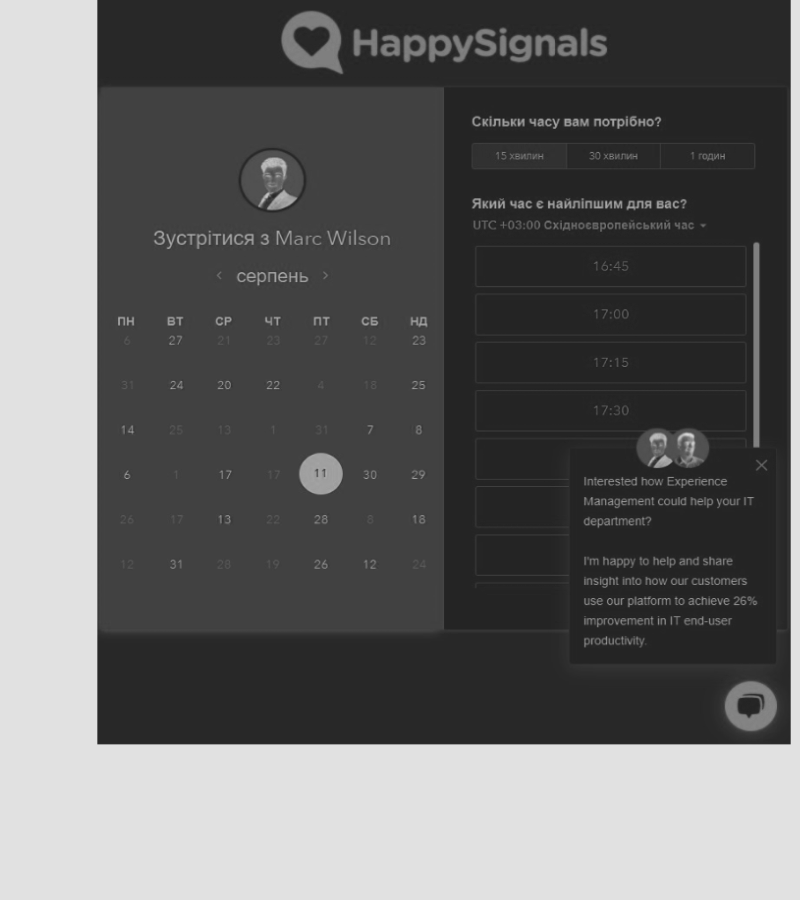 HappySignals
Зустрітися з Marc Wilson
серпень
ПН ВТ СР ЧТ ПТ СБ НД
6 27 21 23 27 12 23
31 24 20 22 4 18 25
14 25 13 1 31 7 8
6 1 17 17 11 30 29
26 17 13 22 28 8 18
12 31 28 19 26 12 24
Скільки часу вам потрібно?
15 хвилин 30 хвилин 1 годин
Який час є найліпшим для вас?
UTC +03:00 Східноєвропейський час
16:45
17:00
17:15
17:30
Interested how Experience
Management could help your IT
department?
I'm happy to help and share
insight into how our customers
use our platform to achieve 26%
improvement in IT end-user
productivity.